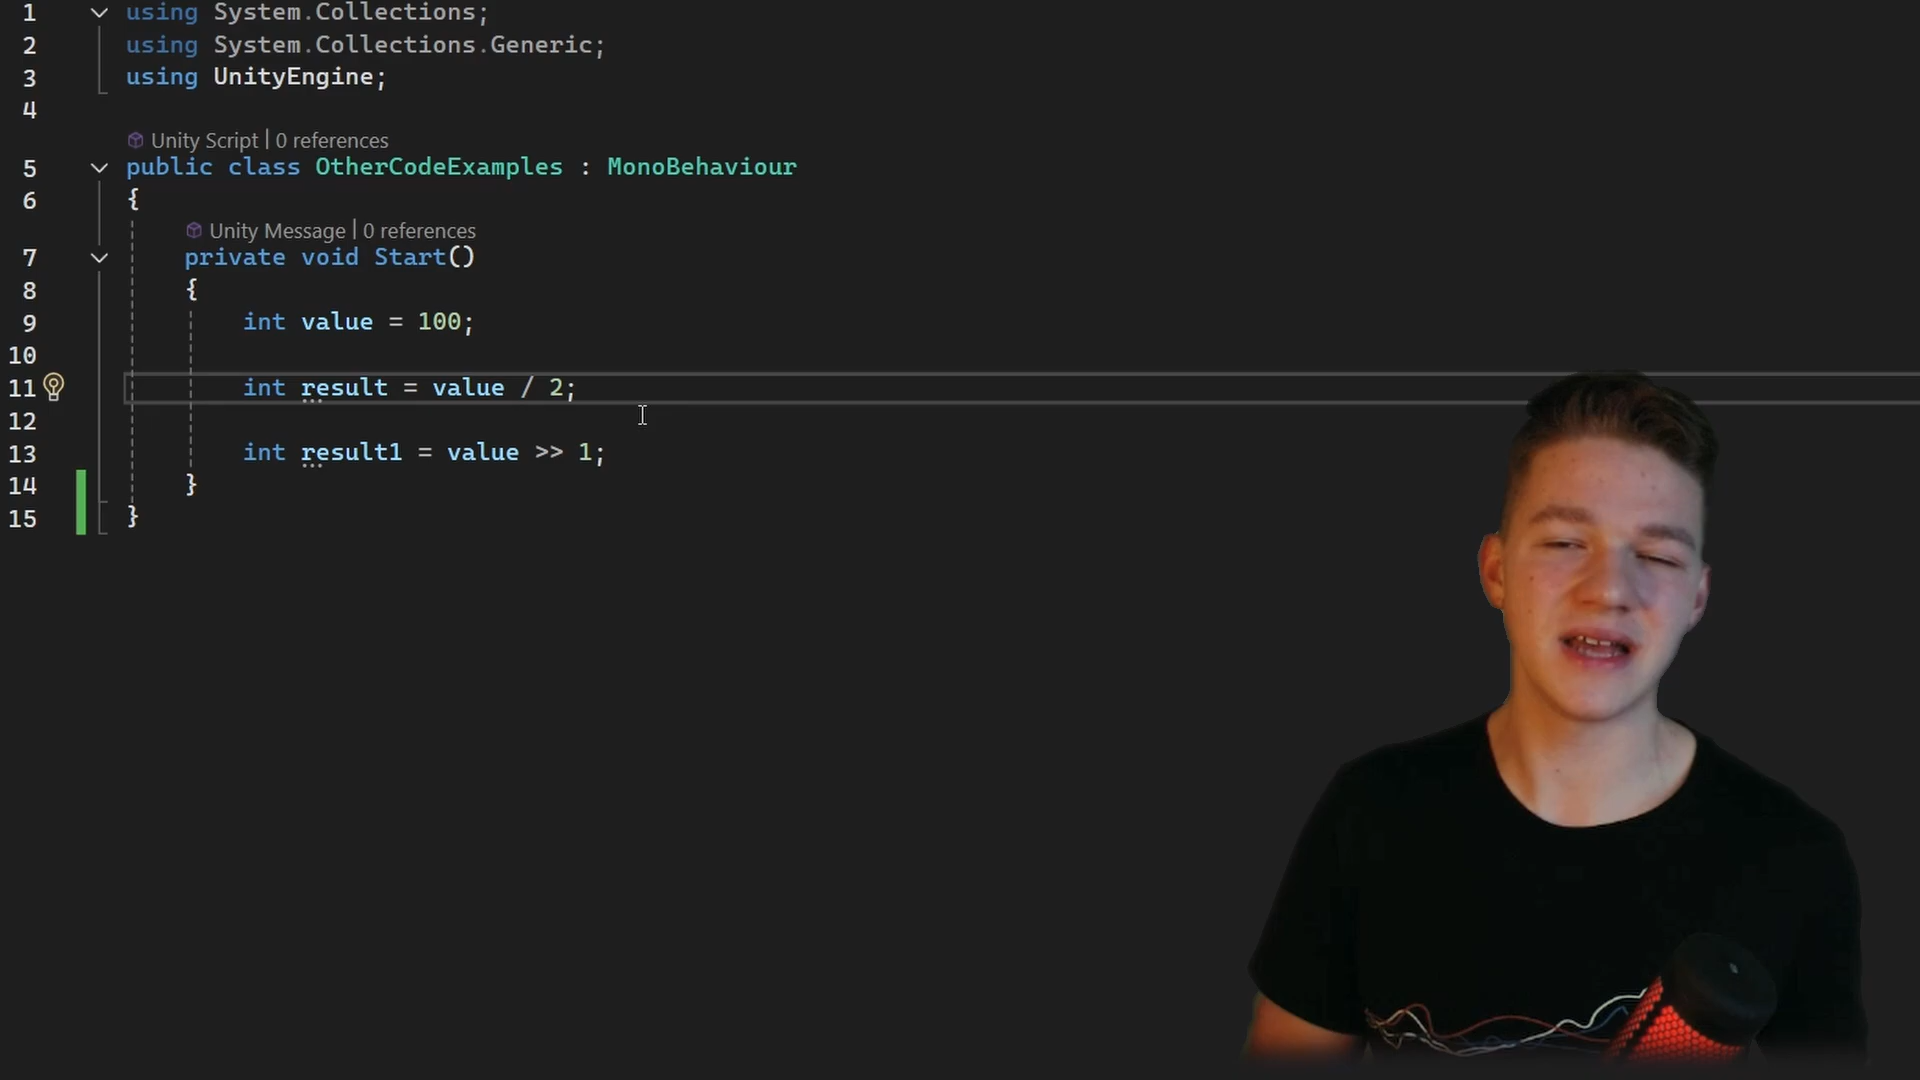 1 using System.Collections;
2 using System.Collections.Generic;
3 using UnityEngine;
4
Unity Script | 0 references
5 public class OtherCodeExamples : MonoBehaviour
6 {
Unity Message | 0 references
7 private void Start()
8 {
9 int value = 100;
10
11 int result = value / 2;
12
13 int result1 = value >> 1;
14 }
15 }